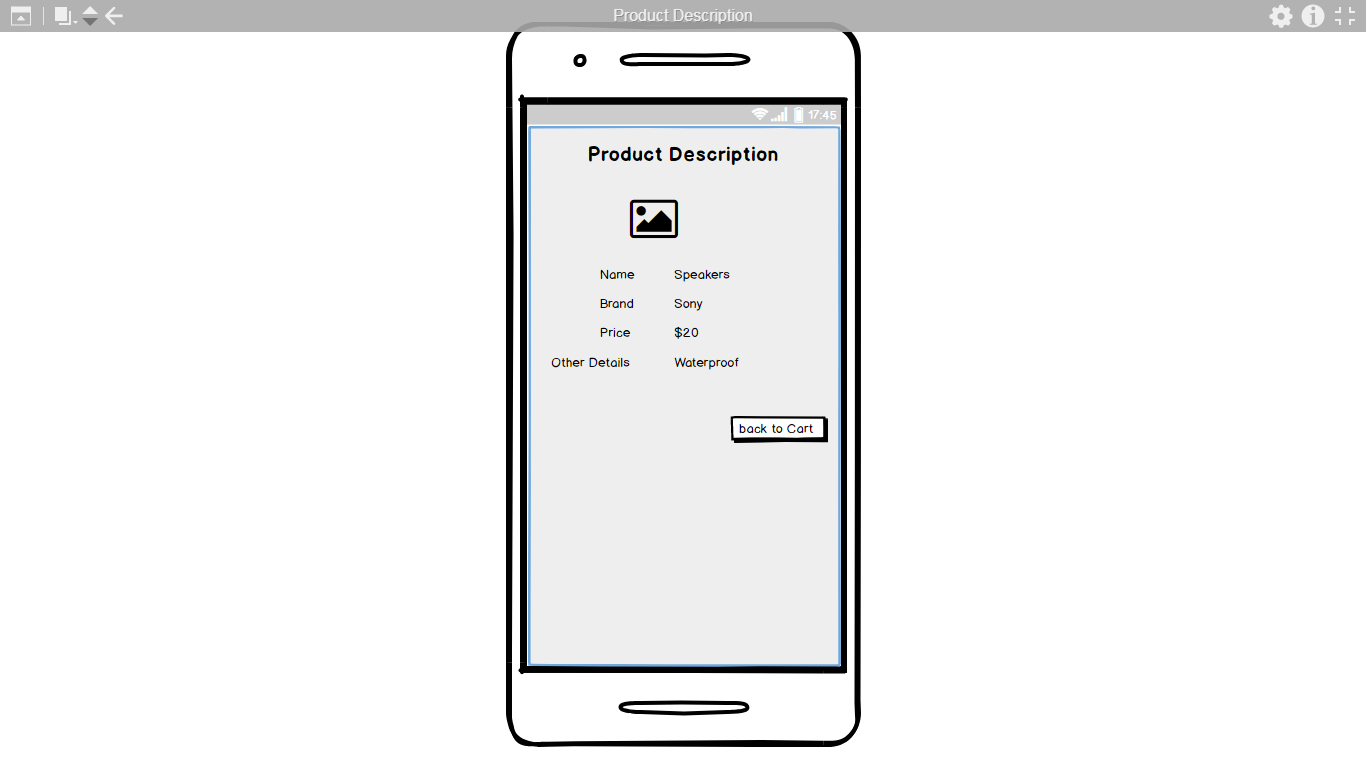 Product Description
17:45
Product Description
Name Speakers
Brand Sony
Price $20
Other Details Waterproof
back to Cart